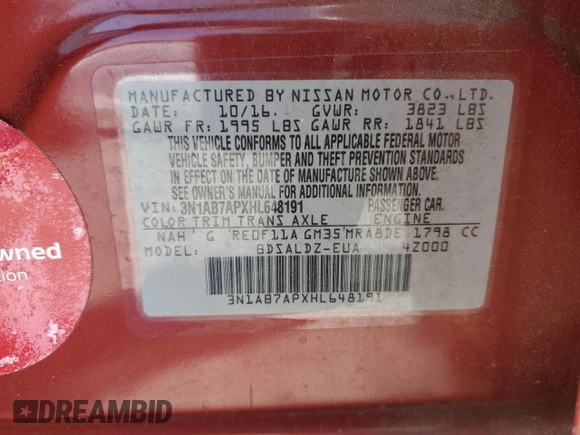 MANUFACTURED BY NISSAN MOTOR CO.,LTD.
DATE: 10/16. GVWR: 3823 LBS
GAWR FR: 1995 LBS GAWR RR: 1841 LBS
THIS VEHICLE CONFORMS TO ALL APPLICABLE FEDERAL MOTOR
VEHICLE SAFETY, BUMPER AND THEFT PREVENTION STANDARDS
IN EFFECT ON THE DATE OF MANUFACTURE SHOWN ABOVE.
SEE OWNER'S MANUAL FOR ADDITIONAL INFORMATION.
VIN: 3N1AB7APXHL648191 PASSENGER CAR.
COLOR TRIM TRANS AXLE ENGINE
NAH G RE0F11A GM35 MRA8DE 1798 CC
BDSALDZ-EUA 4Z000
3N1AB7APXHL648191
wned
tion
DREAMBID